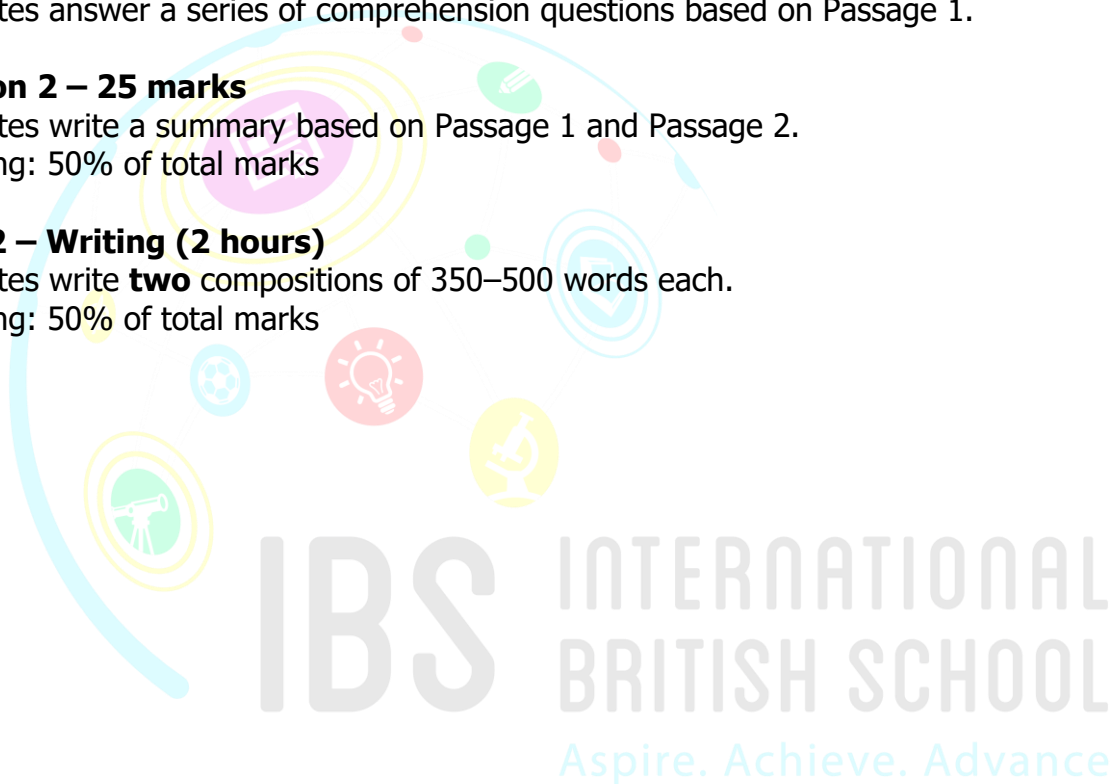 tes answer a series of comprehension questions based on Passage 1.
on 2 – 25 marks
tes write a summary based on Passage 1 and Passage 2.
ng: 50% of total marks
2 – Writing (2 hours)
tes write two compositions of 350–500 words each.
ng: 50% of total marks
IBS INTERNATIONAL
BRITISH SCHOOL
Aspire. Achieve. Advance